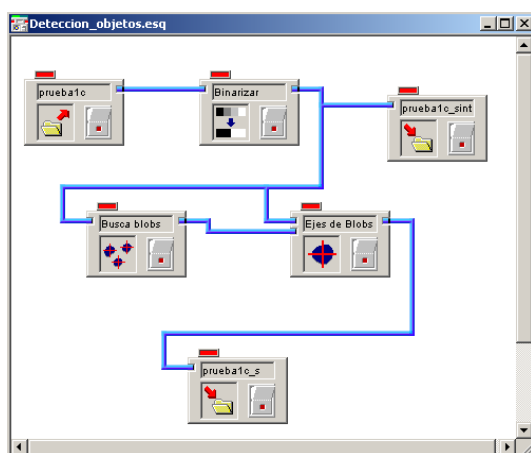 Deteccion_objetos.esq
prueba1c
Binarizar
prueba1c_sint
Busca blobs
Ejes de Blobs
prueba1c_s